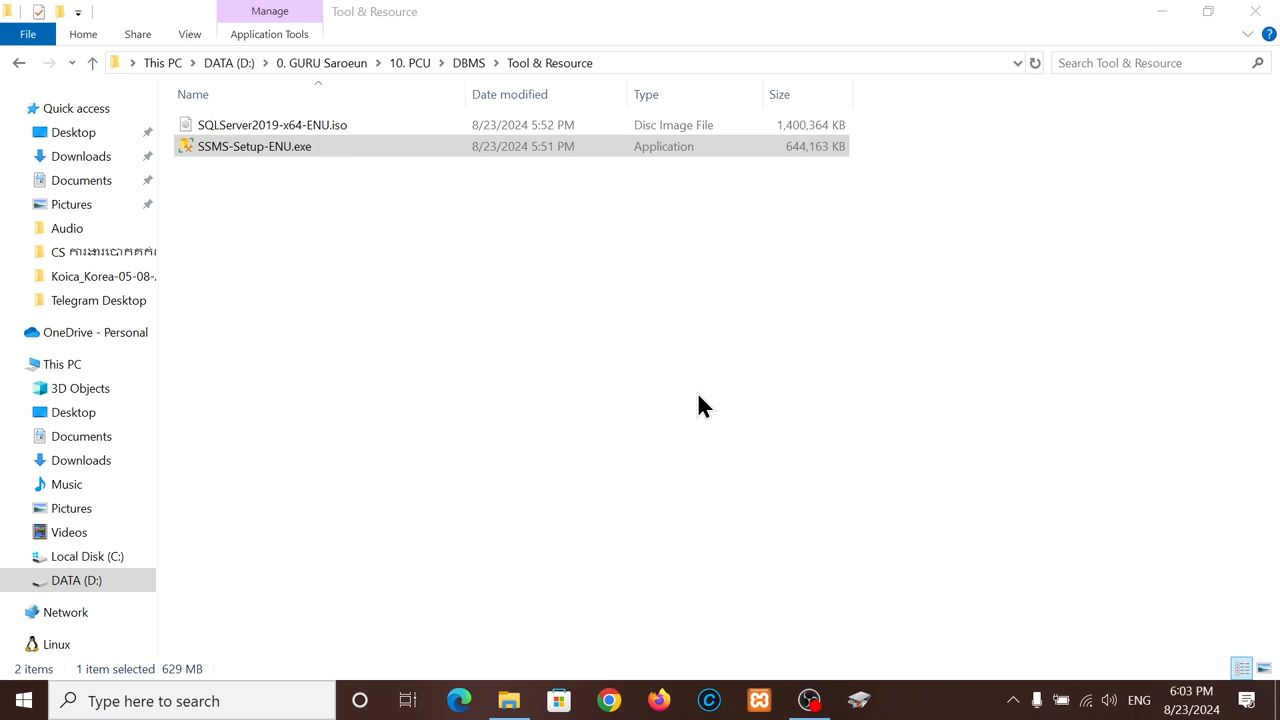 Manage
Tool & Resource
File
Home
Share
View
Application Tools
This PC
DATA (D:)
0. GURU Saroeun
10. PCU
DBMS
Tool & Resource
Search Tool & Resource
Name
Date modified
Type
Size
SQLServer2019-x64-ENU.iso
8/23/2024 5:52 PM
Disc Image File
1,400,364 KB
SSMS-Setup-ENU.exe
8/23/2024 5:51 PM
Application
644,163 KB
Quick access
Desktop
Downloads
Documents
Pictures
Audio
CS
Koica_Korea-05-08-
Telegram Desktop
OneDrive - Personal
This PC
3D Objects
Desktop
Documents
Downloads
Music
Pictures
Videos
Local Disk (C:)
DATA (D:)
Network
Linux
2 items
1 item selected 629 MB
Type here to search
ENG
6:03 PM
8/23/2024